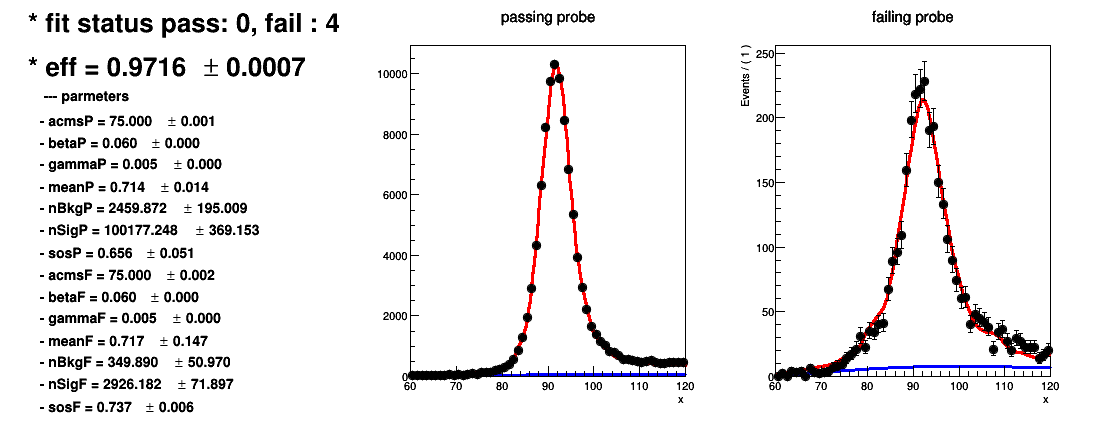 * fit status pass: 0, fail : 4
* eff = 0.9716 ± 0.0007
--- parmeters
- acmsP = 75.000 ± 0.001
- betaP = 0.060 ± 0.000
- gammaP = 0.005 ± 0.000
- meanP = 0.714 ± 0.014
- nBkgP = 2459.872 ± 195.009
- nSigP = 100177.248 ± 369.153
- sosP = 0.656 ± 0.051
- acmsF = 75.000 ± 0.002
- betaF = 0.060 ± 0.000
- gammaF = 0.005 ± 0.000
- meanF = 0.717 ± 0.147
- nBkgF = 349.890 ± 50.970
- nSigF = 2926.182 ± 71.897
- sosF = 0.737 ± 0.006
passing probe
10000
8000
6000
4000
2000
0
60 70 80 90 100 110 120
x
failing probe
Events / ( 1 )
250
200
150
100
50
0
60 70 80 90 100 110 120
x